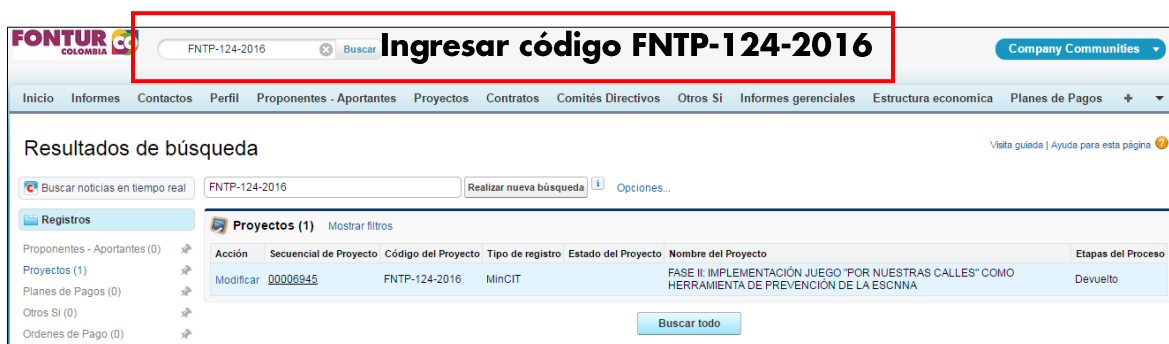 FONTUR
COLOMBIA
FNTP-124-2016 Buscar Ingresar código FNTP-124-2016
Company Communities
Inicio Informes Contactos Perfil Proponentes - Aportantes Proyectos Contratos Comités Directivos Otros Si Informes gerenciales Estructura economica Planes de Pagos +
Resultados de búsqueda
Visita guiada | Ayuda para esta página
Buscar noticias en tiempo real FNTP-124-2016 Realizar nueva búsqueda i Opciones...
Registros
Proponentes - Aportantes (0)
Proyectos (1)
Planes de Pagos (0)
Otros Si (0)
Ordenes de Pago (0)
Proyectos (1) Mostrar filtros
Acción Secuencial de Proyecto Código del Proyecto Tipo de registro Estado del Proyecto Nombre del Proyecto Etapas del Proceso
Modificar 00006945 FNTP-124-2016 MinCIT FASE II: IMPLEMENTACIÓN JUEGO "POR NUESTRAS CALLES" COMO Devuelto
HERRAMIENTA DE PREVENCIÓN DE LA ESCNNA
Buscar todo